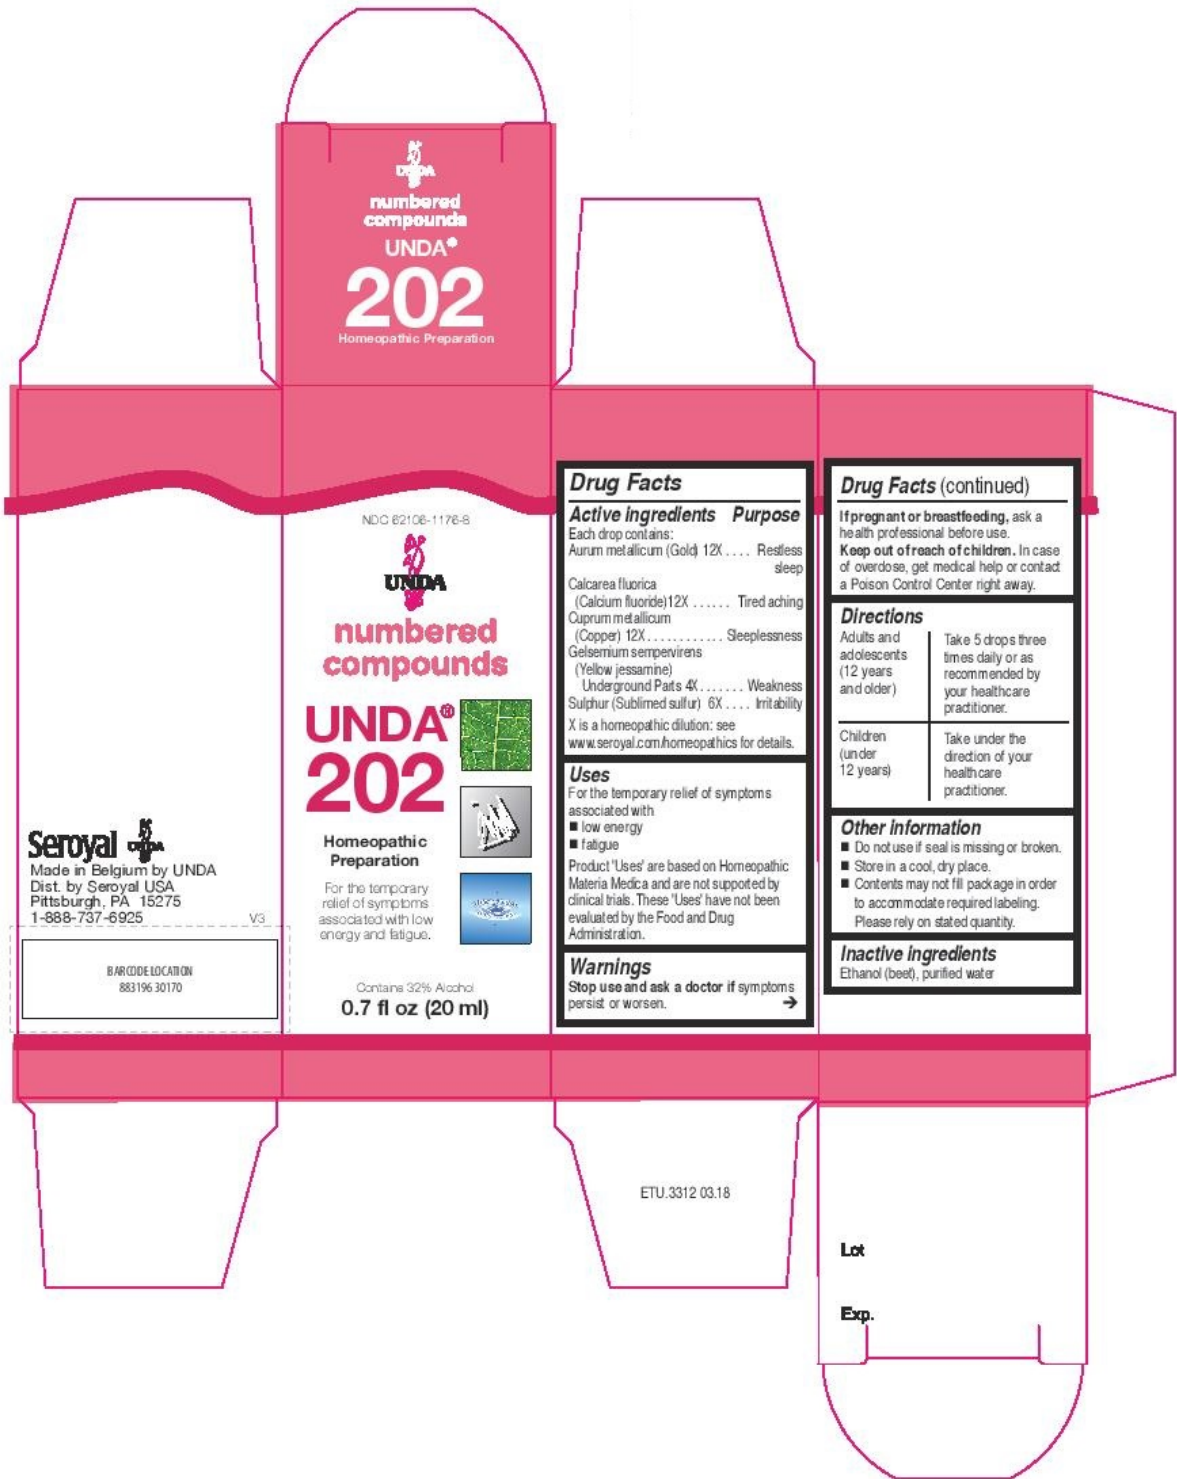 UNDA
numbered
compounds
UNDA®
202
Homeopathic Preparation
Seroyal UNDA
Made in Belgium by UNDA
Dist. by Seroyal USA
Pittsburgh, PA 15275
1-888-737-6925
V3
BARCODE LOCATION
883196 30170
NDC 62106-1176-8
UNDA
numbered
compounds
UNDA®
202
Homeopathic
Preparation
For the temporary
relief of symptoms
associated with low
energy and fatigue.
Contains 32% Alcohol
0.7 fl oz (20 ml)
Drug Facts
Active ingredients Purpose
Each drop contains:
Aurum metallicum (Gold) 12X .... Restless
sleep
Calcarea fluorica
(Calcium fluoride)12X ...... Tired aching
Cuprum metallicum
(Copper) 12X............ Sleeplessness
Gelsemium sempervirens
(Yellow jessamine)
Underground Parts 4X....... Weakness
Sulphur (Sublimed sulfur) 6X .... Irritability
X is a homeopathic dilution: see
www.seroyal.com/homeopathics for details.
Uses
For the temporary relief of symptoms
associated with
■ low energy
■ fatigue
Product 'Uses' are based on Homeopathic
Materia Medica and are not supported by
clinical trials. These 'Uses' have not been
evaluated by the Food and Drug
Administration.
Warnings
Stop use and ask a doctor if symptoms
persist or worsen. →
Drug Facts (continued)
If pregnant or breastfeeding, ask a
health professional before use.
Keep out of reach of children. In case
of overdose, get medical help or contact
a Poison Control Center right away.
Directions
Adults and
adolescents
(12 years
and older)
Take 5 drops three
times daily or as
recommended by
your healthcare
practitioner.
Children
(under
12 years)
Take under the
direction of your
healthcare
practitioner.
Other information
■ Do not use if seal is missing or broken.
■ Store in a cool, dry place.
■ Contents may not fill package in order
to accommodate required labeling.
Please rely on stated quantity.
Inactive ingredients
Ethanol (beet), purified water
ETU.3312 03.18
Lot
Exp.